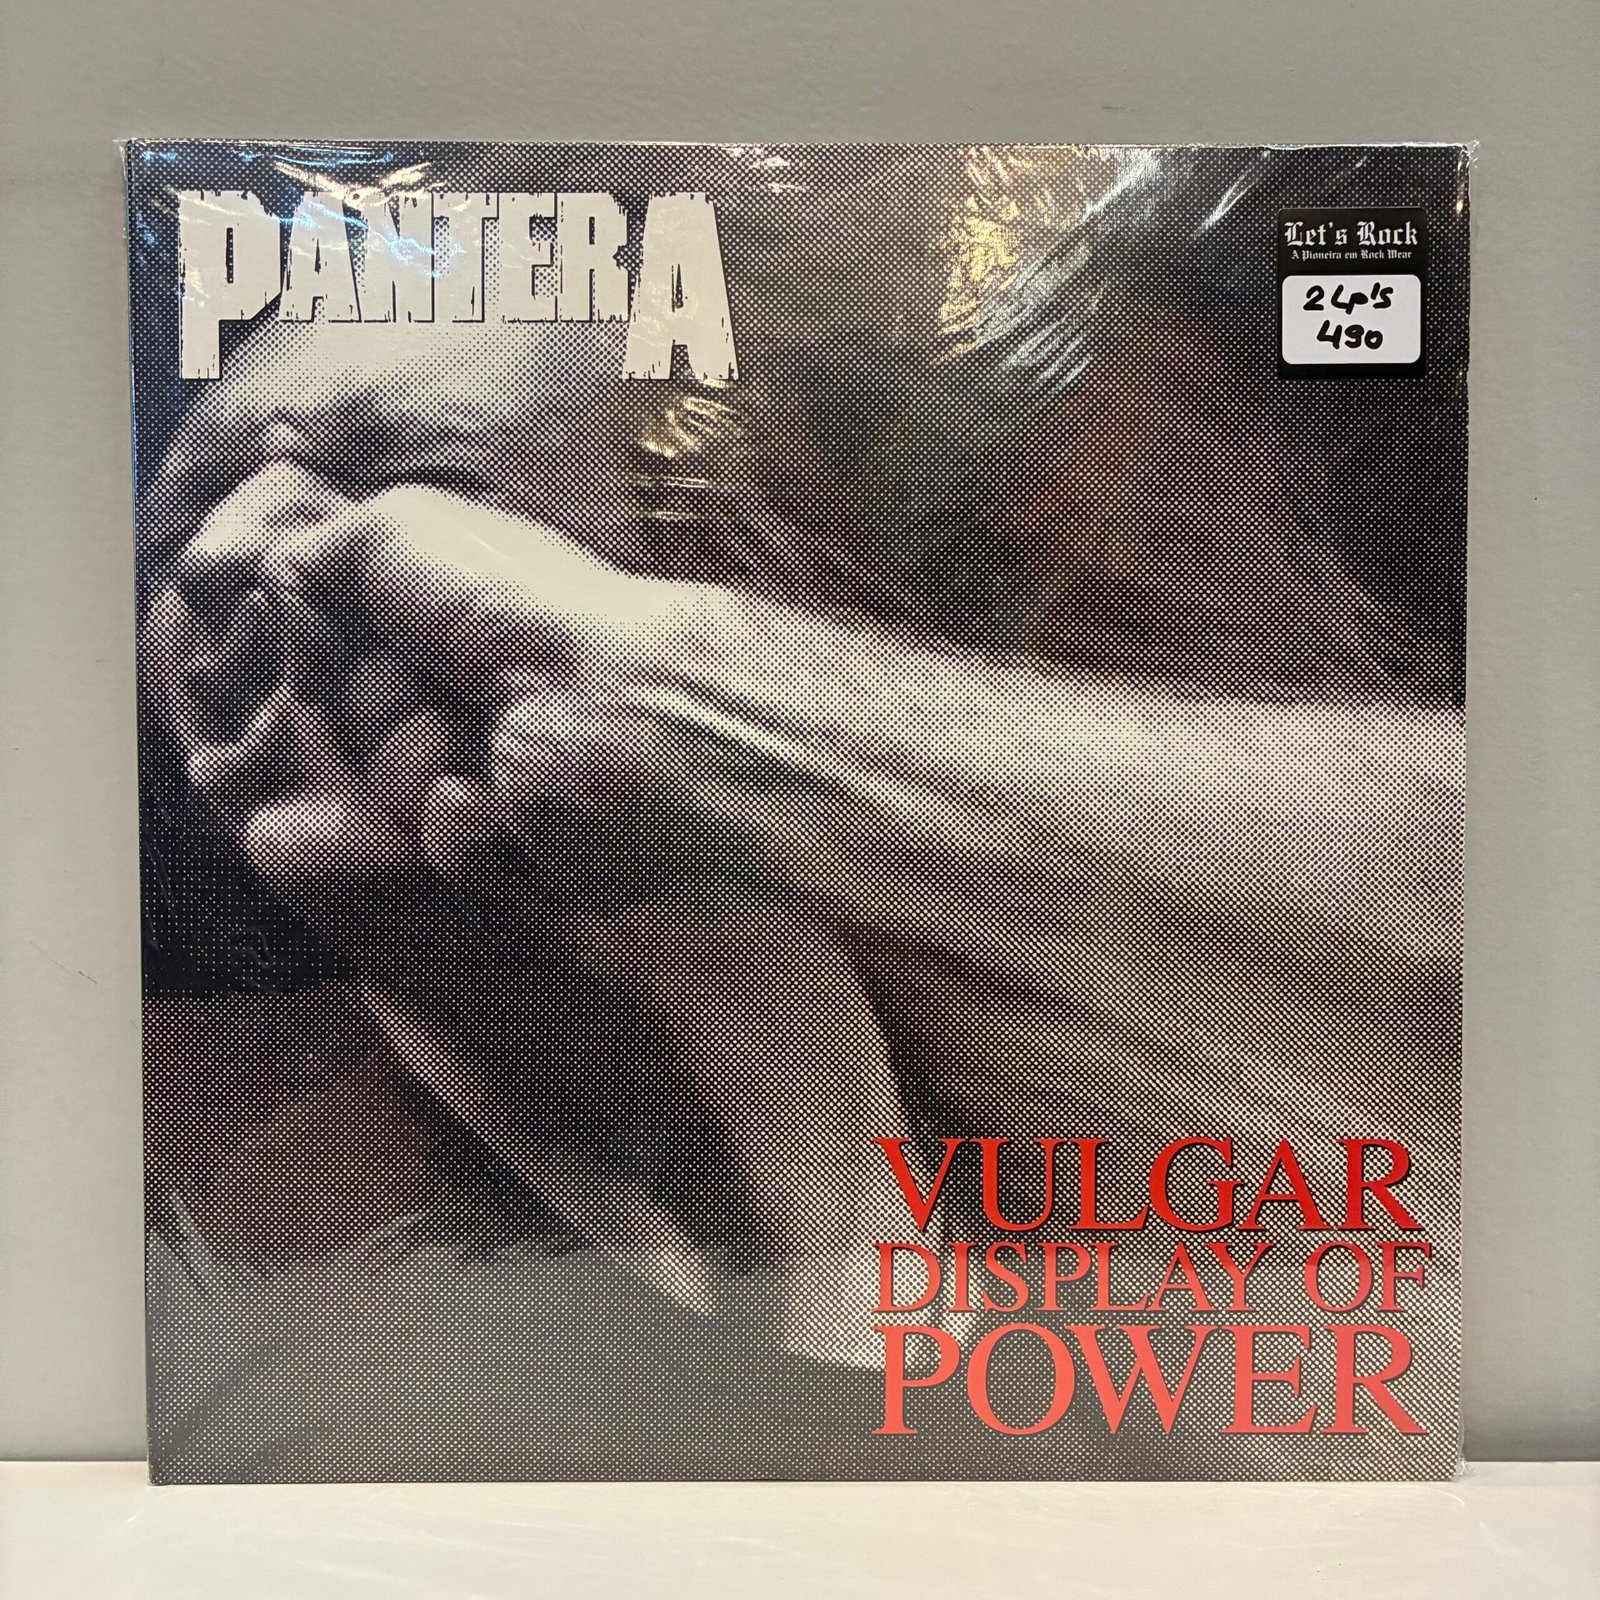 PANTERA
Let's Rock
A Pioneira em Rock Wear
2 Lp's
490
VULGAR
DISPLAY OF
POWER